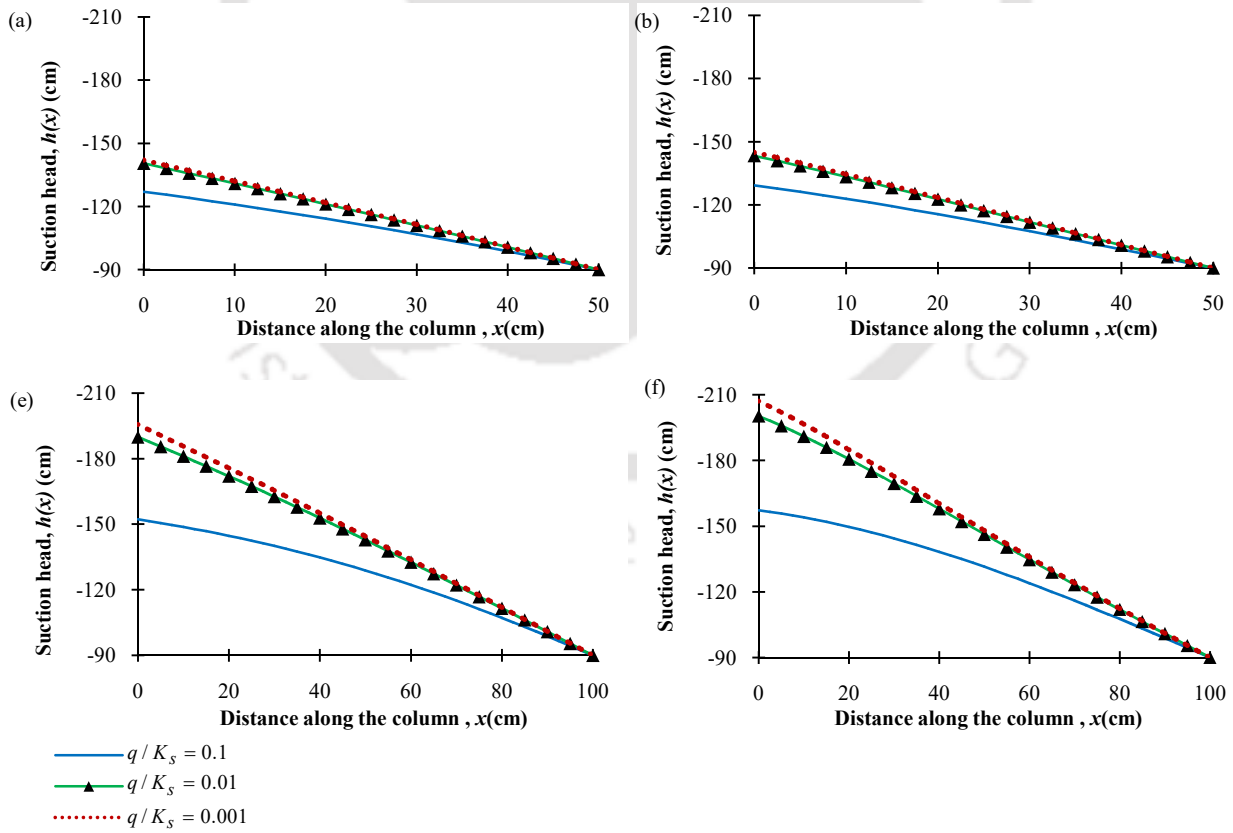 (a)
Suction head, h(x) (cm)
-210
-180
-150
-120
-90
0 10 20 30 40 50
Distance along the column , x(cm)
(b)
Suction head, h(x) (cm)
-210
-180
-150
-120
-90
0 10 20 30 40 50
Distance along the column , x(cm)
(e)
Suction head, h(x) (cm)
-210
-180
-150
-120
-90
0 20 40 60 80 100
Distance along the column , x(cm)
(f)
Suction head, h(x) (cm)
-210
-180
-150
-120
-90
0 20 40 60 80 100
Distance along the column , x(cm)
q / K_s = 0.1
q / K_s = 0.01
q / K_s = 0.001